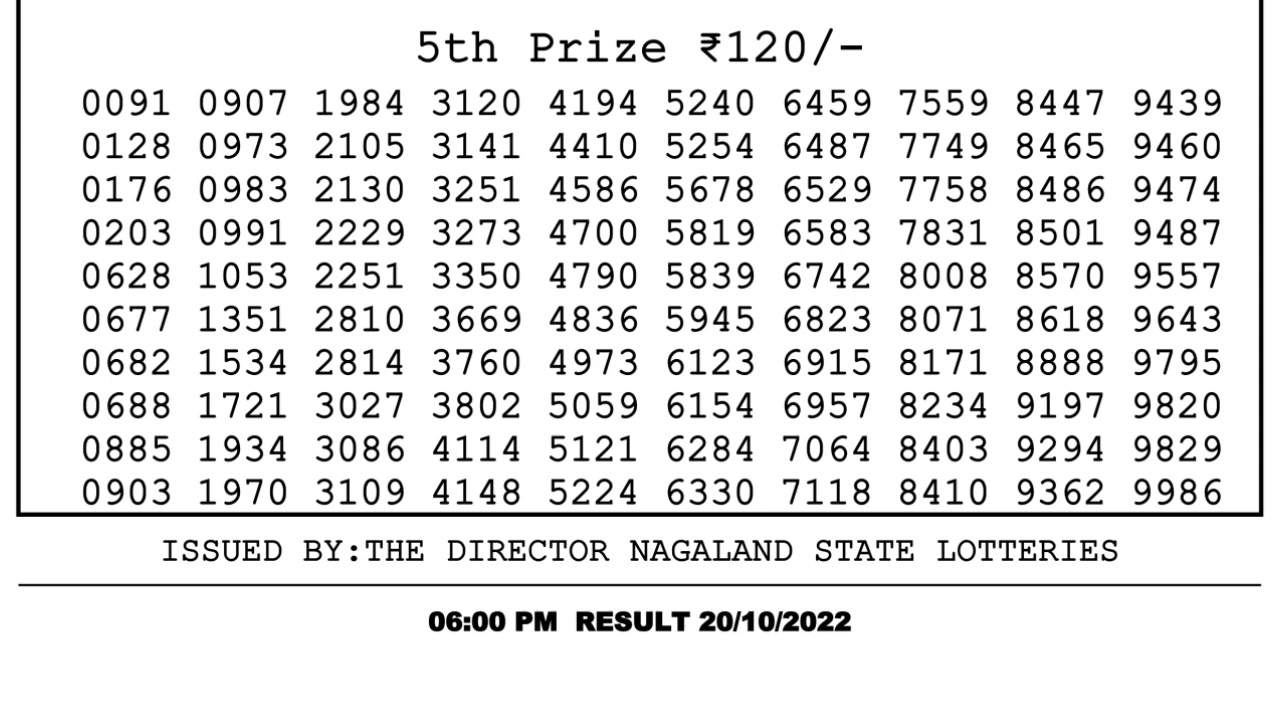 5th Prize ₹120/-
0091 0907 1984 3120 4194 5240 6459 7559 8447 9439
0128 0973 2105 3141 4410 5254 6487 7749 8465 9460
0176 0983 2130 3251 4586 5678 6529 7758 8486 9474
0203 0991 2229 3273 4700 5819 6583 7831 8501 9487
0628 1053 2251 3350 4790 5839 6742 8008 8570 9557
0677 1351 2810 3669 4836 5945 6823 8071 8618 9643
0682 1534 2814 3760 4973 6123 6915 8171 8888 9795
0688 1721 3027 3802 5059 6154 6957 8234 9197 9820
0885 1934 3086 4114 5121 6284 7064 8403 9294 9829
0903 1970 3109 4148 5224 6330 7118 8410 9362 9986
ISSUED BY:THE DIRECTOR NAGALAND STATE LOTTERIES
06:00 PM RESULT 20/10/2022